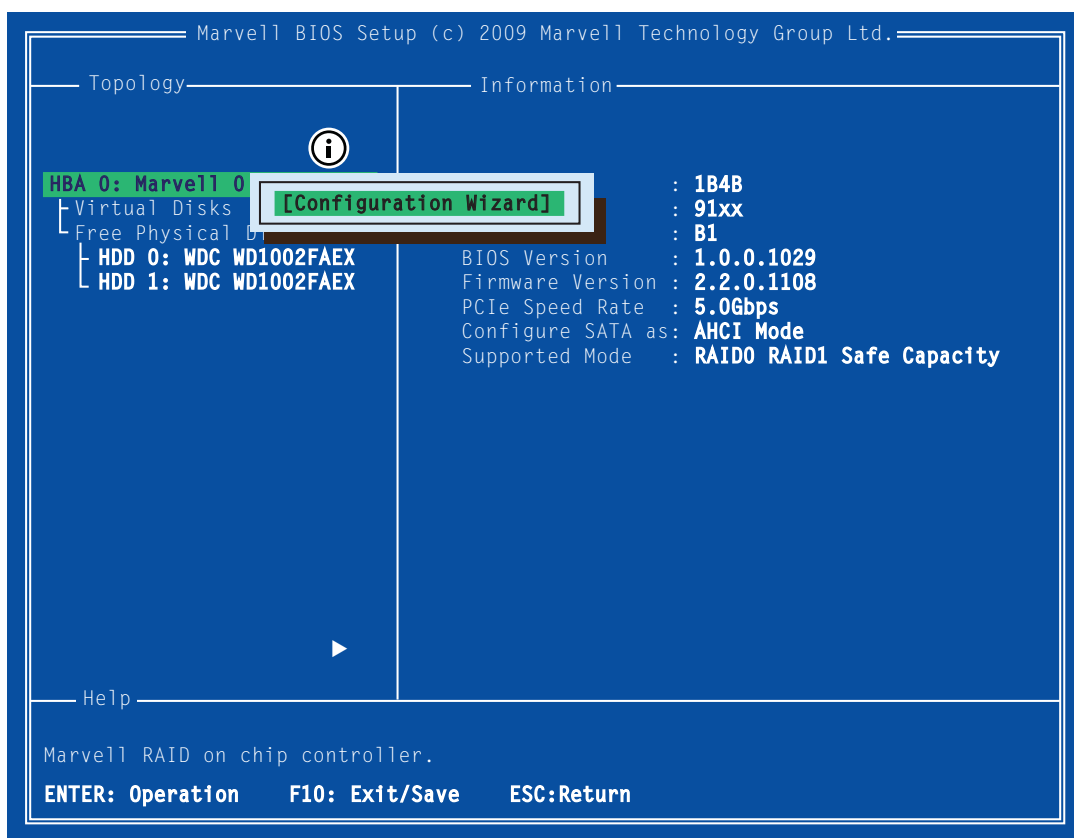 Marvell BIOS Setup (c) 2009 Marvell Technology Group Ltd.
Topology
Information
i
HBA 0: Marvell 0
Virtual Disks
Free Physical
HDD 0: WDC WD1002FAEX
HDD 1: WDC WD1002FAEX
[Configuration Wizard]
: 1B4B
: 91xx
: B1
BIOS Version : 1.0.0.1029
Firmware Version : 2.2.0.1108
PCIe Speed Rate : 5.0Gbps
Configure SATA as: AHCI Mode
Supported Mode : RAID0 RAID1 Safe Capacity
Help
Marvell RAID on chip controller.
ENTER: Operation F10: Exit/Save ESC:Return